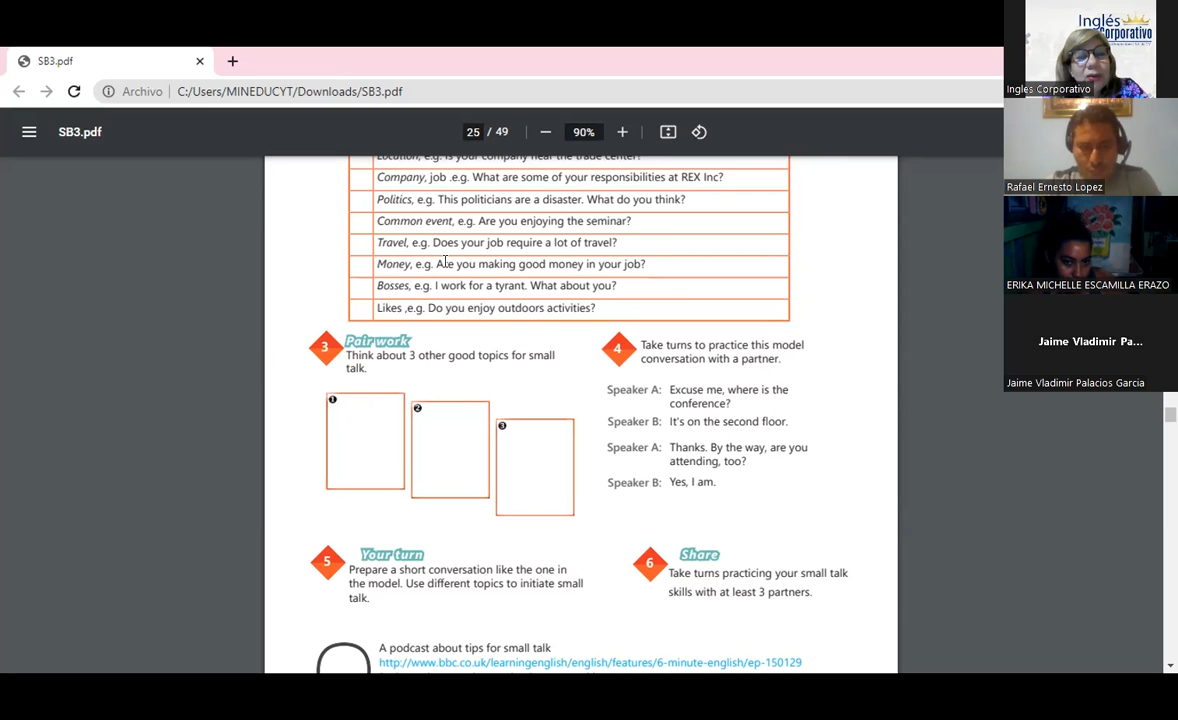 SB3.pdf
Archivo
C:/Users/MINEDUCYT/Downloads/SB3.pdf
SB3.pdf
25 / 49
90%
Location, e.g. Is your company near the trade center?
Company, job .e.g. What are some of your responsibilities at REX Inc?
Politics, e.g. This politicians are a disaster. What do you think?
Common event, e.g. Are you enjoying the seminar?
Travel, e.g. Does your job require a lot of travel?
Money, e.g. Are you making good money in your job?
Bosses, e.g. I work for a tyrant. What about you?
Likes ,e.g. Do you enjoy outdoors activities?
3
Pair work
Think about 3 other good topics for small
talk.
1
2
3
4
Take turns to practice this model
conversation with a partner.
Speaker A: Excuse me, where is the
conference?
Speaker B: It's on the second floor.
Speaker A: Thanks. By the way, are you
attending, too?
Speaker B: Yes, I am.
5
Your turn
Prepare a short conversation like the one in
the model. Use different topics to initiate small
talk.
6
Share
Take turns practicing your small talk
skills with at least 3 partners.
A podcast about tips for small talk
http://www.bbc.co.uk/learningenglish/english/features/6-minute-english/ep-150129
Inglés
Corporativo
Inglés Corporativo
Rafael Ernesto Lopez
ERIKA MICHELLE ESCAMILLA ERAZO
Jaime Vladimir Pa...
Jaime Vladimir Palacios Garcia